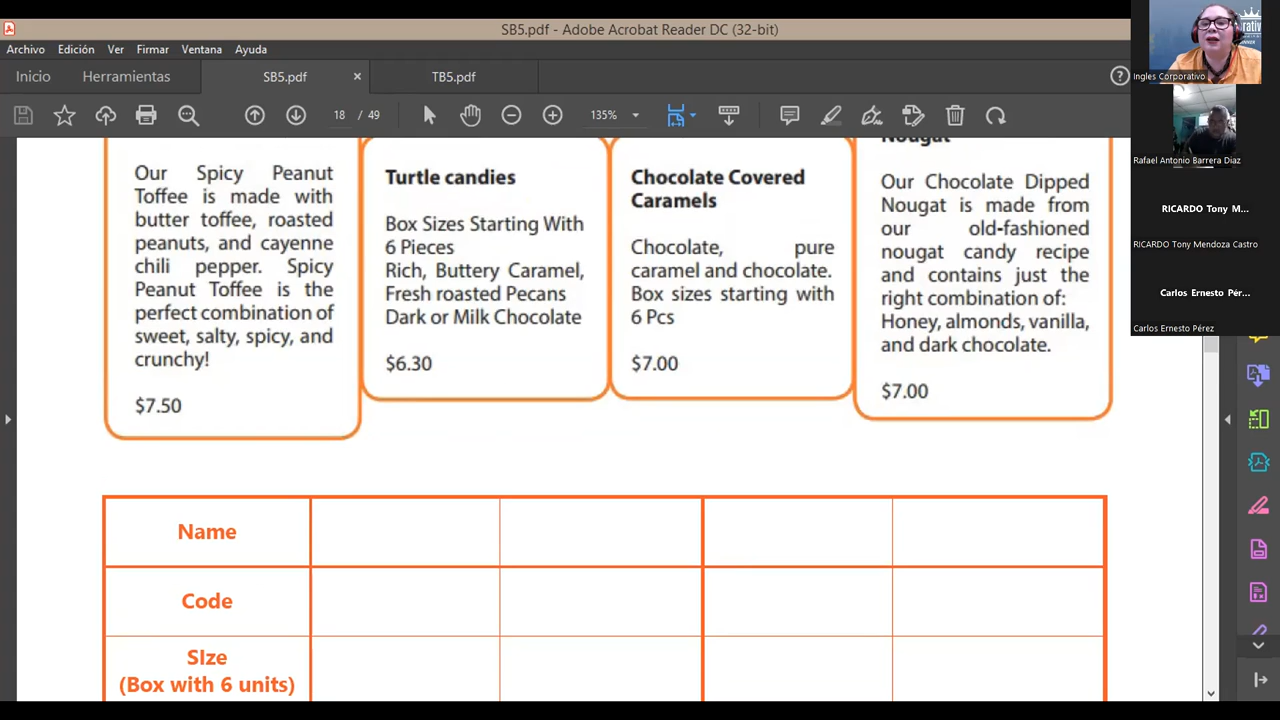 SB5.pdf - Adobe Acrobat Reader DC (32-bit)
Archivo Edición Ver Firmar Ventana Ayuda
Inicio Herramientas SB5.pdf × TB5.pdf
18 / 49 135%
Our Spicy Peanut
Toffee is made with
butter toffee, roasted
peanuts, and cayenne
chili pepper. Spicy
Peanut Toffee is the
perfect combination of
sweet, salty, spicy, and
crunchy!
$7.50
Turtle candies
Box Sizes Starting With
6 Pieces
Rich, Buttery Caramel,
Fresh roasted Pecans
Dark or Milk Chocolate
$6.30
Chocolate Covered
Caramels
Chocolate, pure
caramel and chocolate.
Box sizes starting with
6 Pcs
$7.00
Nougat
Our Chocolate Dipped
Nougat is made from
our old-fashioned
nougat candy recipe
and contains just the
right combination of:
Honey, almonds, vanilla,
and dark chocolate.
$7.00
Name
Code
SIze
(Box with 6 units)
Ingles Corporativo
Rafael Antonio Barrera Diaz
RICARDO Tony M...
RICARDO Tony Mendoza Castro
Carlos Ernesto Pér...
Carlos Ernesto Pérez